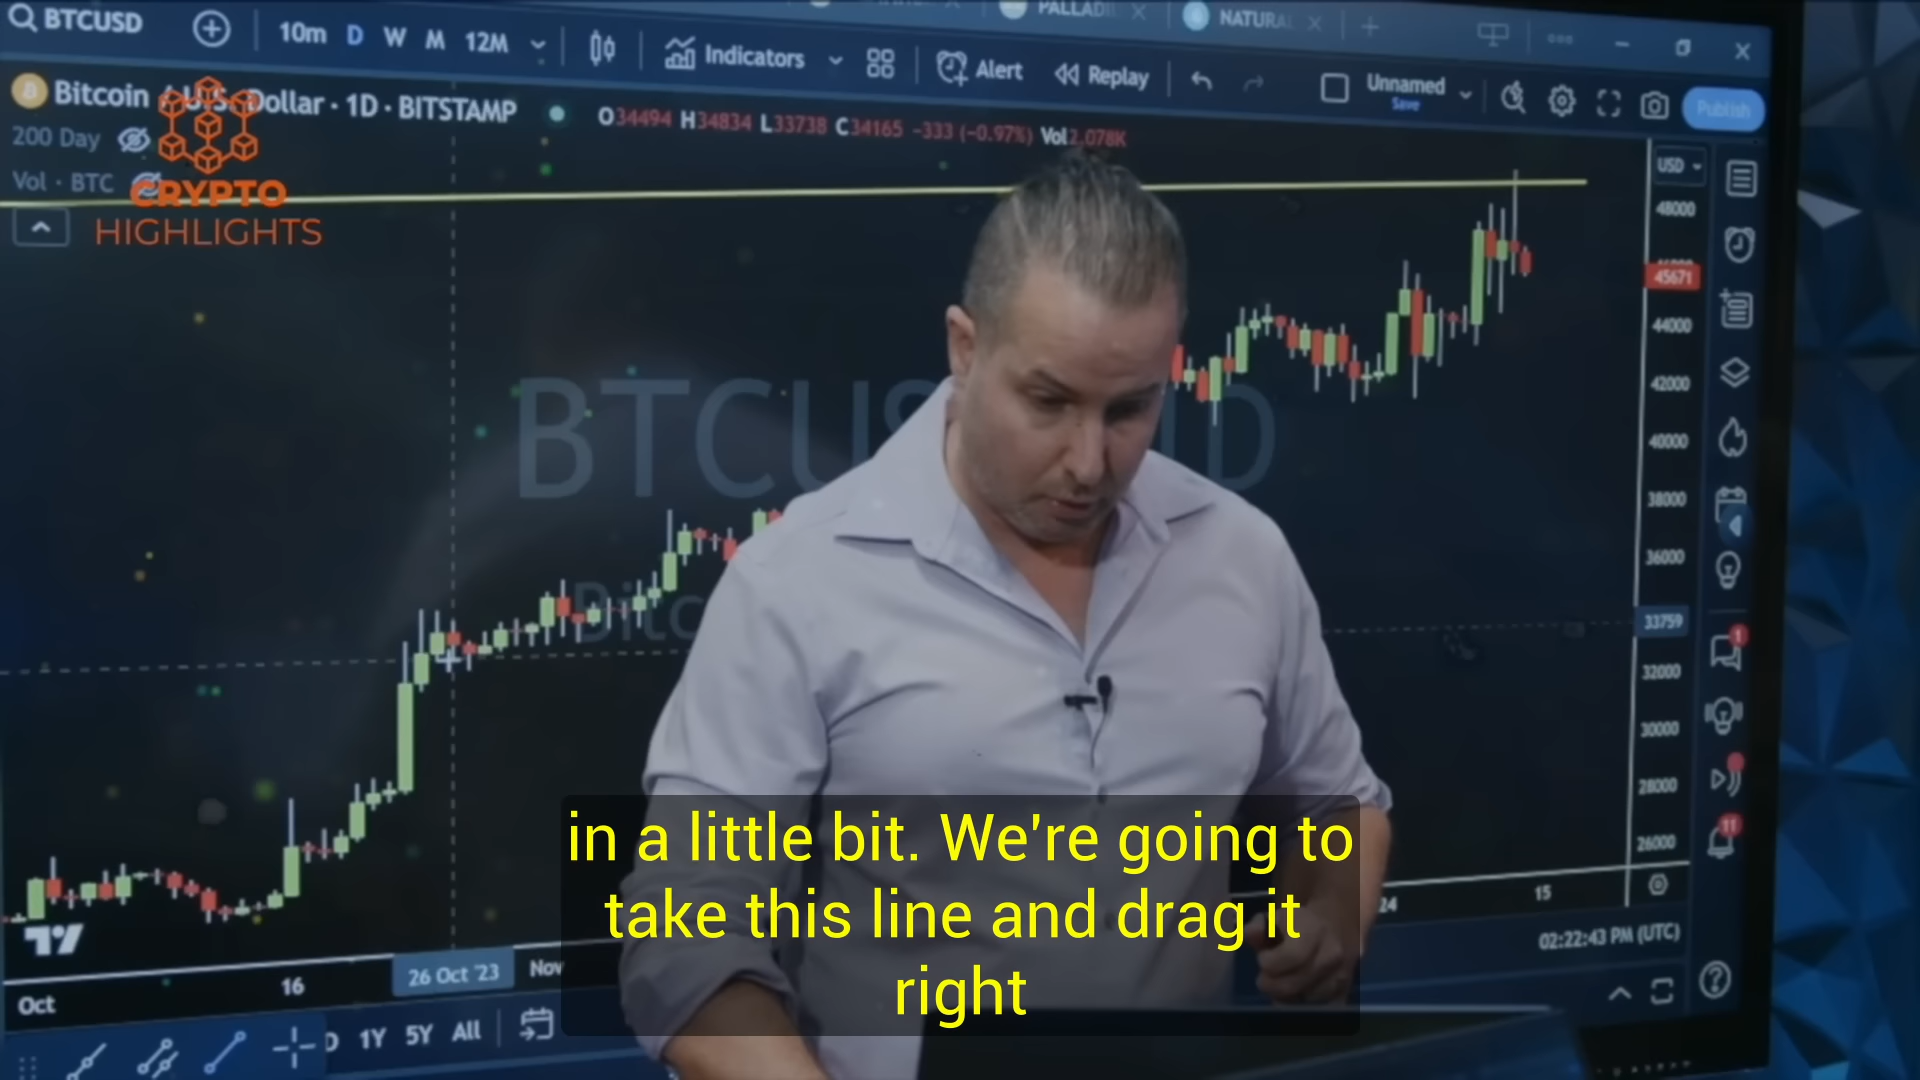 BTCUSD
10m D W M 12M
Indicators
Alert
Replay
Unnamed
Save
Publish
Bitcoin / U.S. Dollar · 1D · BITSTAMP
O34494 H34834 L33738 C34165 −333 (−0.97%) Vol2.078K
200 Day
Vol · BTC
CRYPTO
HIGHLIGHTS
USD
48000
45671
44000
42000
40000
38000
36000
33759
32000
30000
28000
26000
1
11
in a little bit. We're going to
take this line and drag it
right
Oct
16
26 Oct '23
Nov
24
15
02:22:43 PM (UTC)
1Y 5Y All